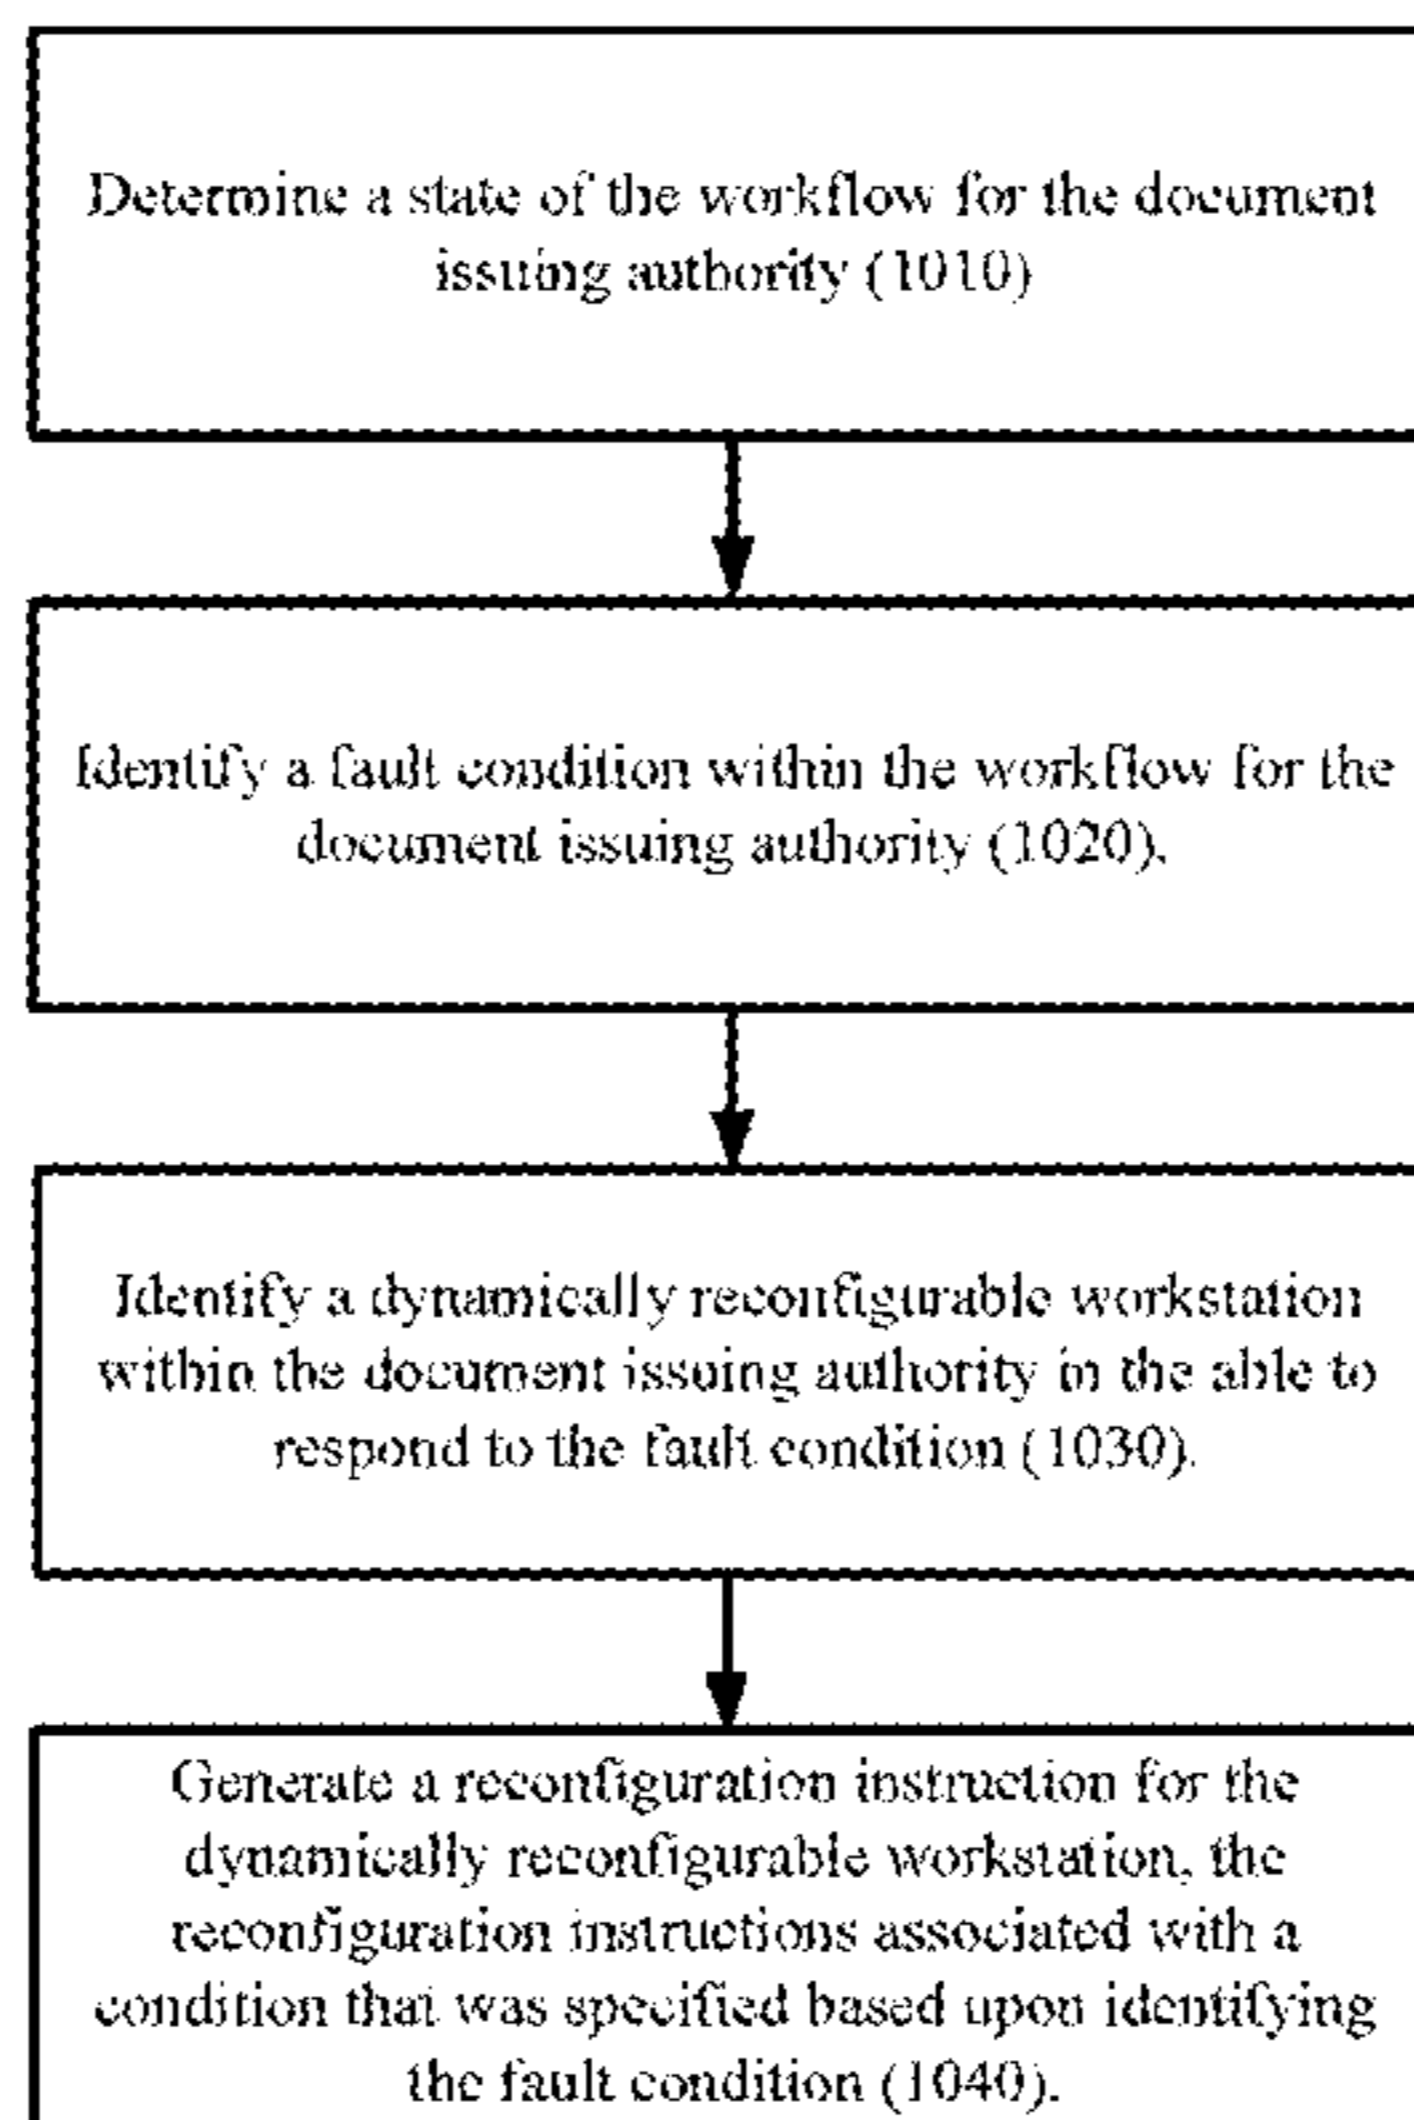 Determine a state of the workflow for the document
issuing authority (1010)
Identify a fault condition within the workflow for the
document issuing authority (1020).
Identify a dynamically reconfigurable workstation
within the document issuing authority in the able to
respond to the fault condition (1030).
Generate a reconfiguration instruction for the
dynamically reconfigurable workstation, the
reconfiguration instructions associated with a
condition that was specified based upon identifying
the fault condition (1040).